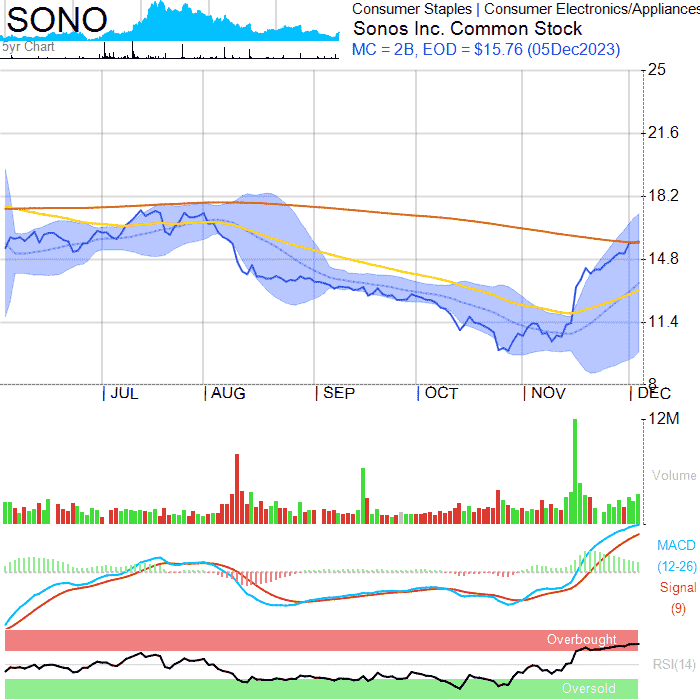 SONO
5yr Chart
Consumer Staples | Consumer Electronics/Appliances
Sonos Inc. Common Stock
MC = 2B, EOD = $15.76 (05Dec2023)
25
21.6
18.2
14.8
11.4
8
JUL
AUG
SEP
OCT
NOV
DEC
12M
Volume
MACD
(12-26)
Signal
(9)
Overbought
RSI(14)
Oversold